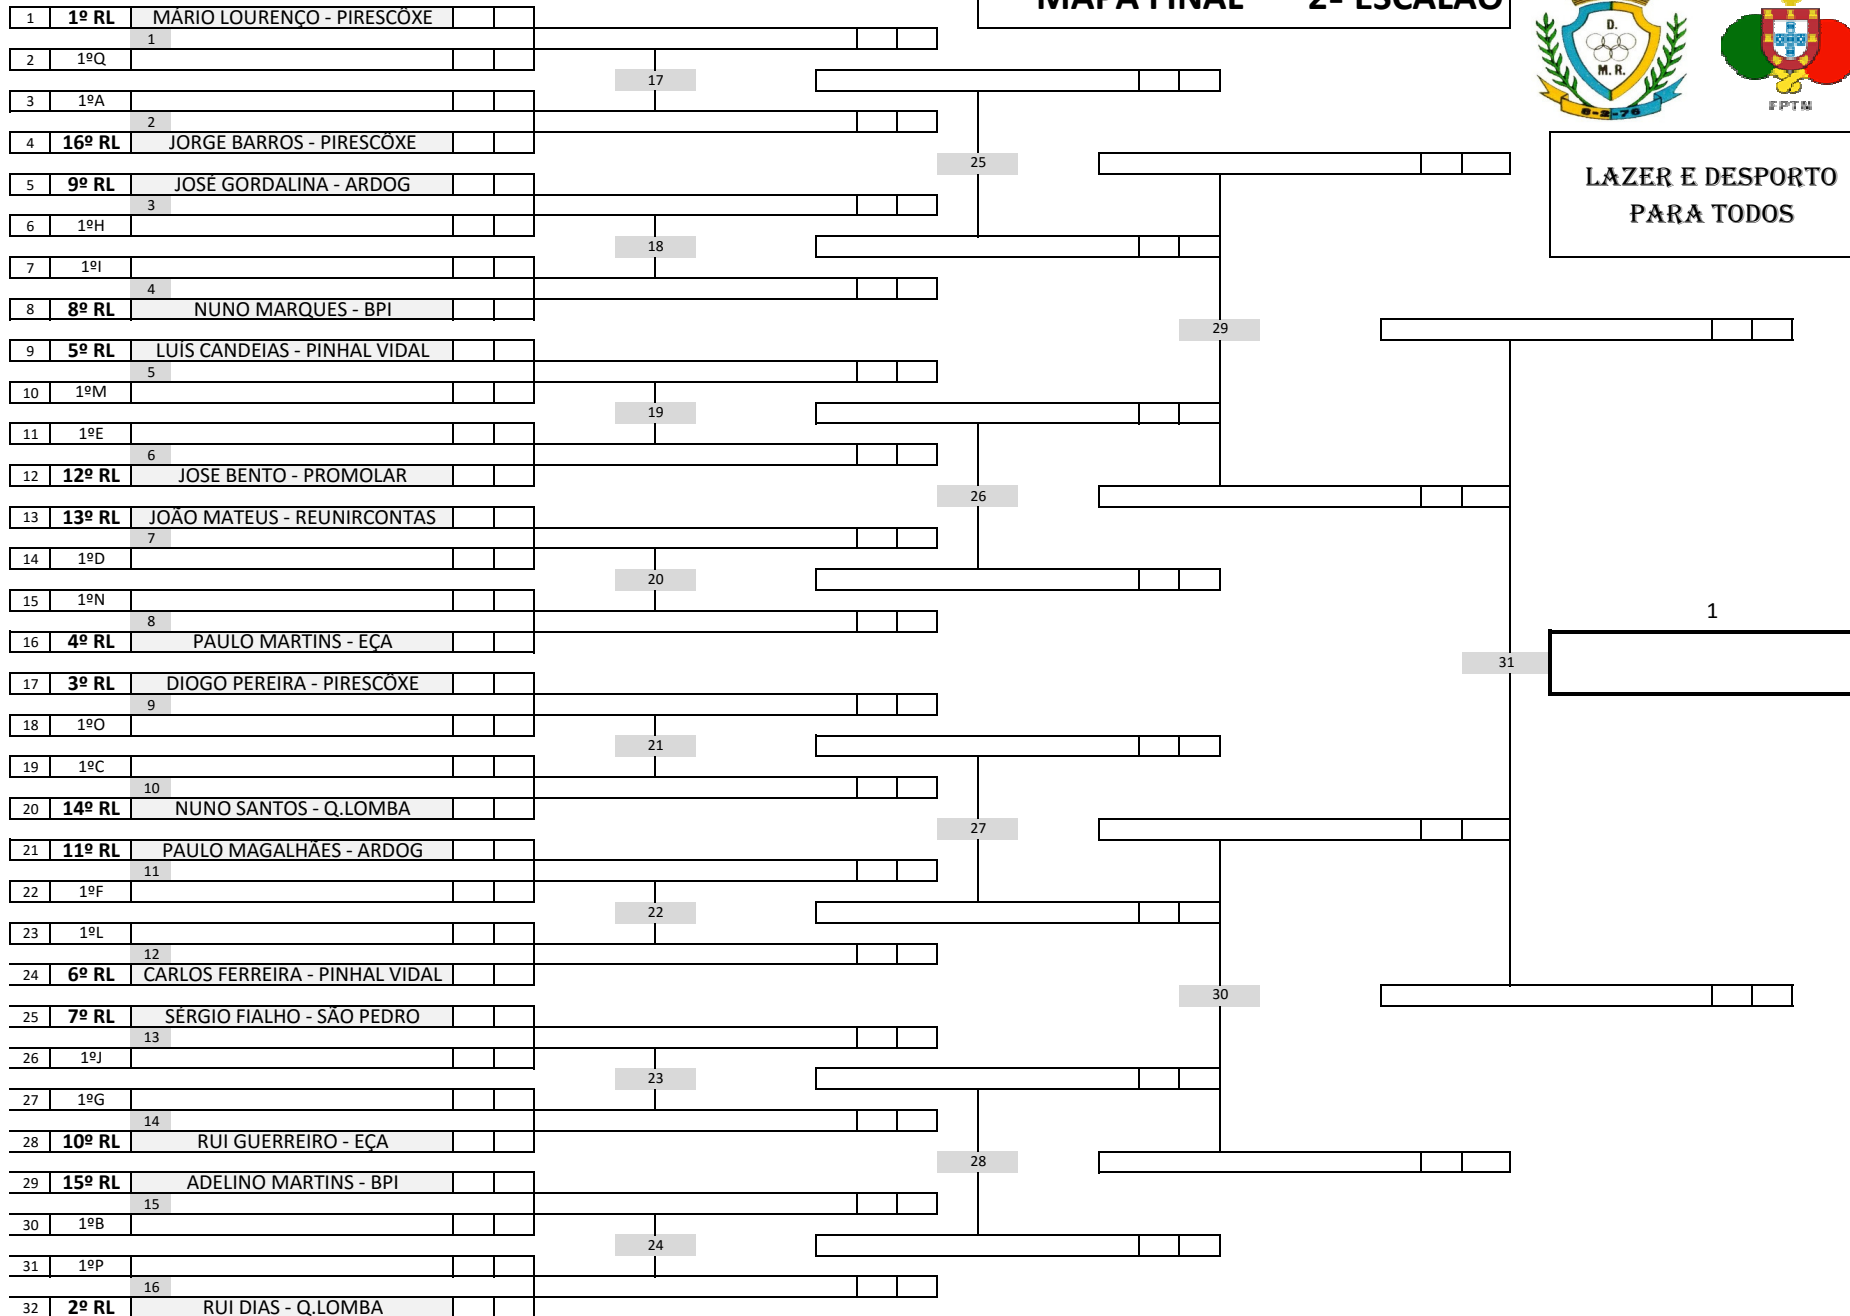 MAPA FINAL 2º ESCALÃO
D.
M. R.
6-2-76
FPTM
LAZER E DESPORTO
PARA TODOS
1 1º RL MÁRIO LOURENÇO - PIRESCÔXE
1
2 1ºQ
17
3 1ºA
2
4 16º RL JORGE BARROS - PIRESCÔXE
25
5 9º RL JOSÉ GORDALINA - ARDOG
3
6 1ºH
18
7 1ºI
4
8 8º RL NUNO MARQUES - BPI
29
9 5º RL LUÍS CANDEIAS - PINHAL VIDAL
5
10 1ºM
19
11 1ºE
6
12 12º RL JOSE BENTO - PROMOLAR
26
13 13º RL JOÃO MATEUS - REUNIRCONTAS
7
14 1ºD
20
15 1ºN
1
8
16 4º RL PAULO MARTINS - EÇA
31
17 3º RL DIOGO PEREIRA - PIRESCÔXE
9
18 1ºO
21
19 1ºC
10
20 14º RL NUNO SANTOS - Q.LOMBA
27
21 11º RL PAULO MAGALHÃES - ARDOG
11
22 1ºF
22
23 1ºL
12
24 6º RL CARLOS FERREIRA - PINHAL VIDAL
30
25 7º RL SÉRGIO FIALHO - SÃO PEDRO
13
26 1ºJ
23
27 1ºG
14
28 10º RL RUI GUERREIRO - EÇA
28
29 15º RL ADELINO MARTINS - BPI
15
30 1ºB
24
31 1ºP
16
32 2º RL RUI DIAS - Q.LOMBA